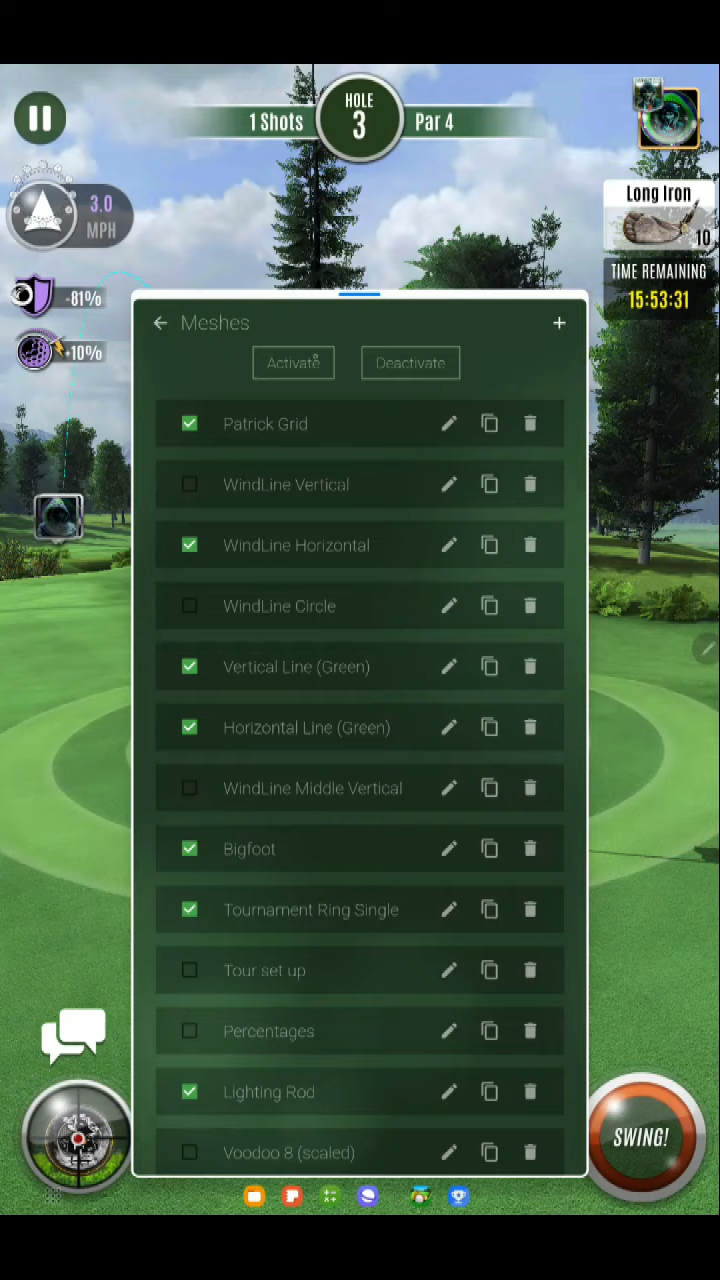 HOLE
1 Shots 3 Par 4
3.0
MPH
Long Iron
10
TIME REMAINING
15:53:31
-81%
+10%
Meshes
Activate Deactivate
Patrick Grid
WindLine Vertical
WindLine Horizontal
WindLine Circle
Vertical Line (Green)
Horizontal Line (Green)
WindLine Middle Vertical
Bigfoot
Tournament Ring Single
Tour set up
Percentages
Lighting Rod
Voodoo 8 (scaled)
SWING!